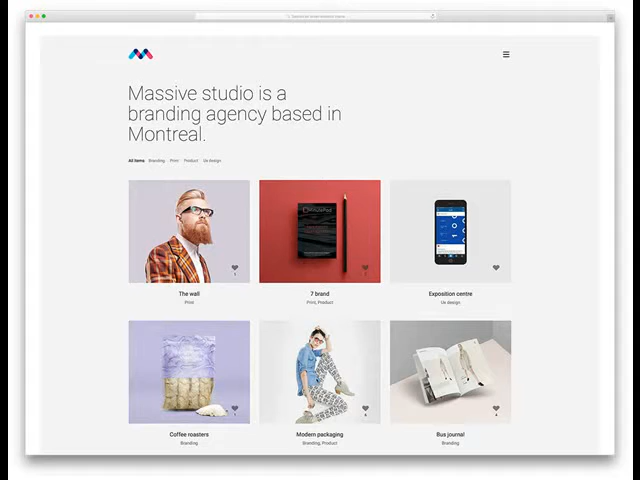 Massive studio is a
branding agency based in
Montreal.
All items Branding Print Product Ux design
The wall
Print
7 brand
Print, Product
Exposition centre
Ux design
Coffee roasters
Branding
Modern packaging
Branding, Product
Bus journal
Branding